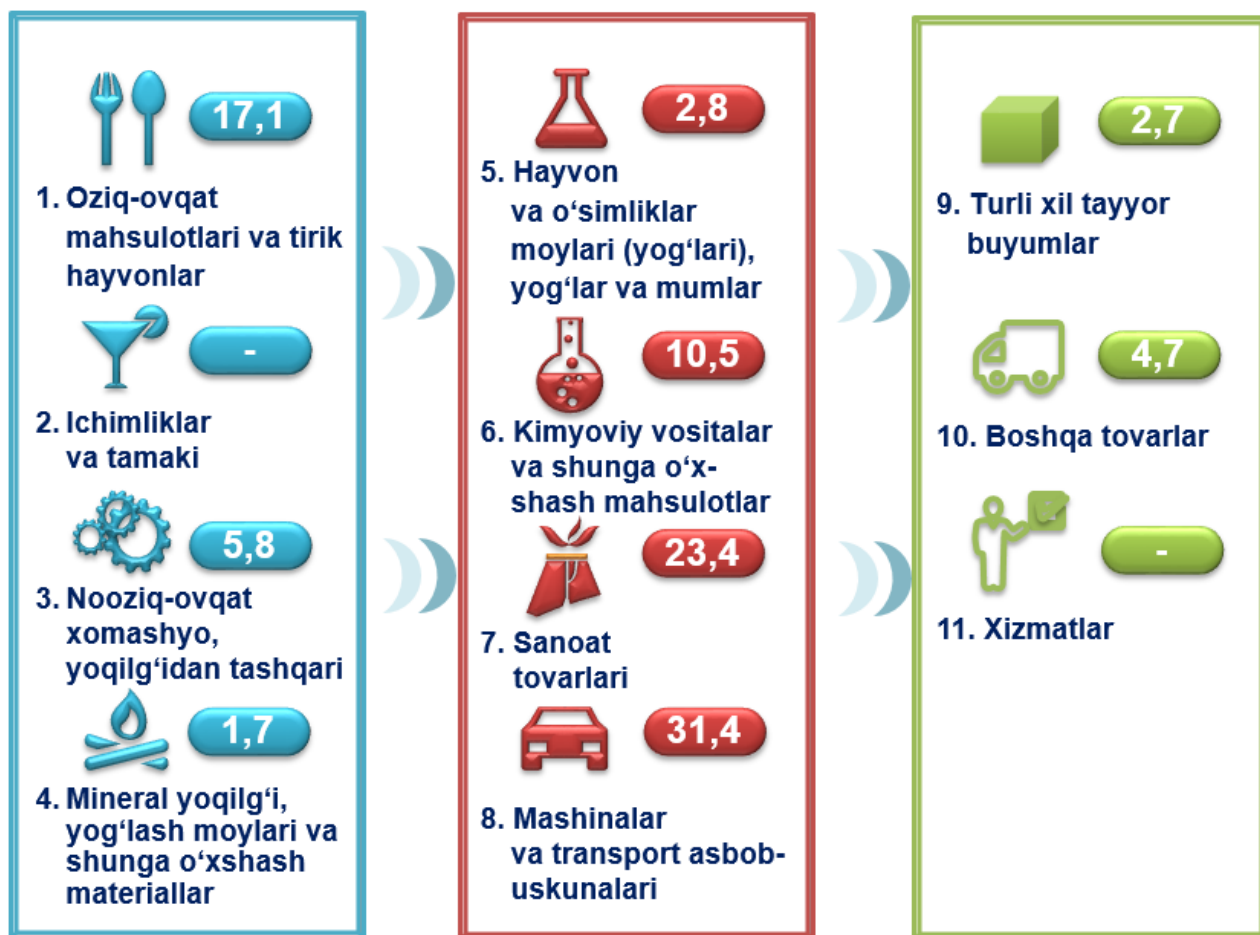 17,1
1. Oziq-ovqat
mahsulotlari va tirik
hayvonlar
-
2. Ichimliklar
va tamaki
5,8
3. Nooziq-ovqat
xomashyo,
yoqilg‘idan tashqari
1,7
4. Mineral yoqilg‘i,
yog‘lash moylari va
shunga o‘xshash
materiallar
2,8
5. Hayvon
va o‘simliklar
moylari (yog‘lari),
yog‘lar va mumlar
10,5
6. Kimyoviy vositalar
va shunga o‘x-
shash mahsulotlar
23,4
7. Sanoat
tovarlari
31,4
8. Mashinalar
va transport asbob-
uskunalari
2,7
9. Turli xil tayyor
buyumlar
4,7
10. Boshqa tovarlar
-
11. Xizmatlar